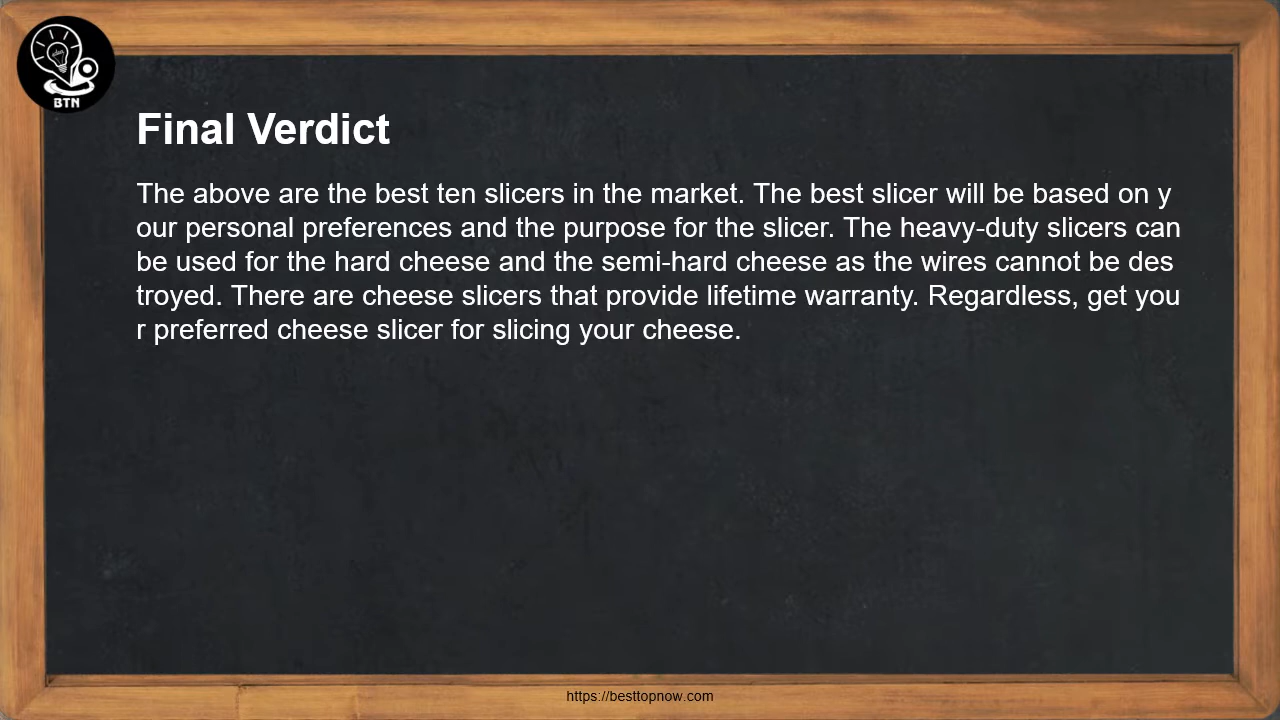 BTN
Final Verdict
The above are the best ten slicers in the market. The best slicer will be based on y
our personal preferences and the purpose for the slicer. The heavy-duty slicers can
be used for the hard cheese and the semi-hard cheese as the wires cannot be des
troyed. There are cheese slicers that provide lifetime warranty. Regardless, get you
r preferred cheese slicer for slicing your cheese.
https://besttopnow.com